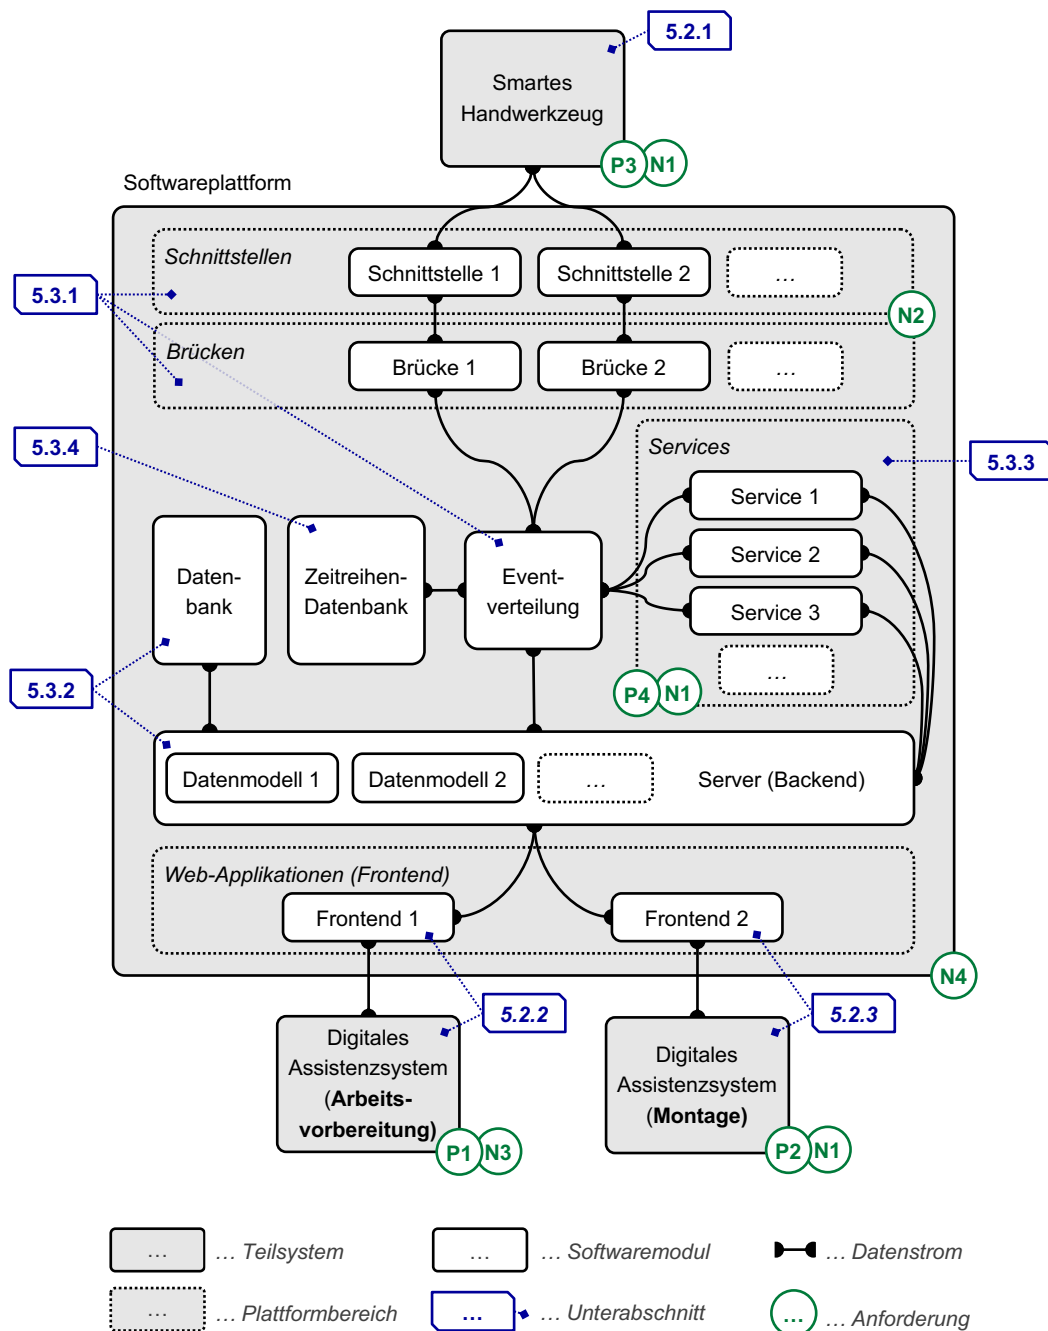 5.2.1
Smartes
Handwerkzeug
P3 N1
Softwareplattform
Schnittstellen
Schnittstelle 1
Schnittstelle 2
...
5.3.1
N2
Brücken
Brücke 1
Brücke 2
...
5.3.4
Services
5.3.3
Service 1
Service 2
Service 3
...
Daten-
bank
Zeitreihen-
Datenbank
Event-
verteilung
5.3.2
P4 N1
Datenmodell 1
Datenmodell 2
...
Server (Backend)
Web-Applikationen (Frontend)
Frontend 1
Frontend 2
N4
5.2.2
5.2.3
Digitales
Assistenzsystem
(Arbeits-
vorbereitung)
P1 N3
Digitales
Assistenzsystem
(Montage)
P2 N1
... ... Teilsystem
... ... Softwaremodul
... Datenstrom
... ... Plattformbereich
... ... Unterabschnitt
... ... Anforderung